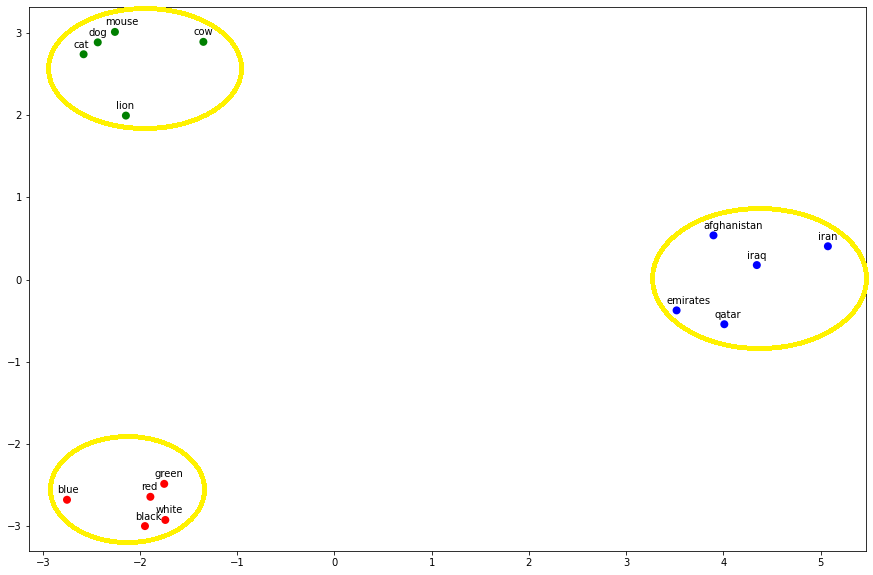 mouse
cow
dog
cat
lion
afghanistan
iran
iraq
emirates
qatar
green
red
blue
white
black
3
2
1
0
−1
−2
−3
−3 −2 −1 0 1 2 3 4 5